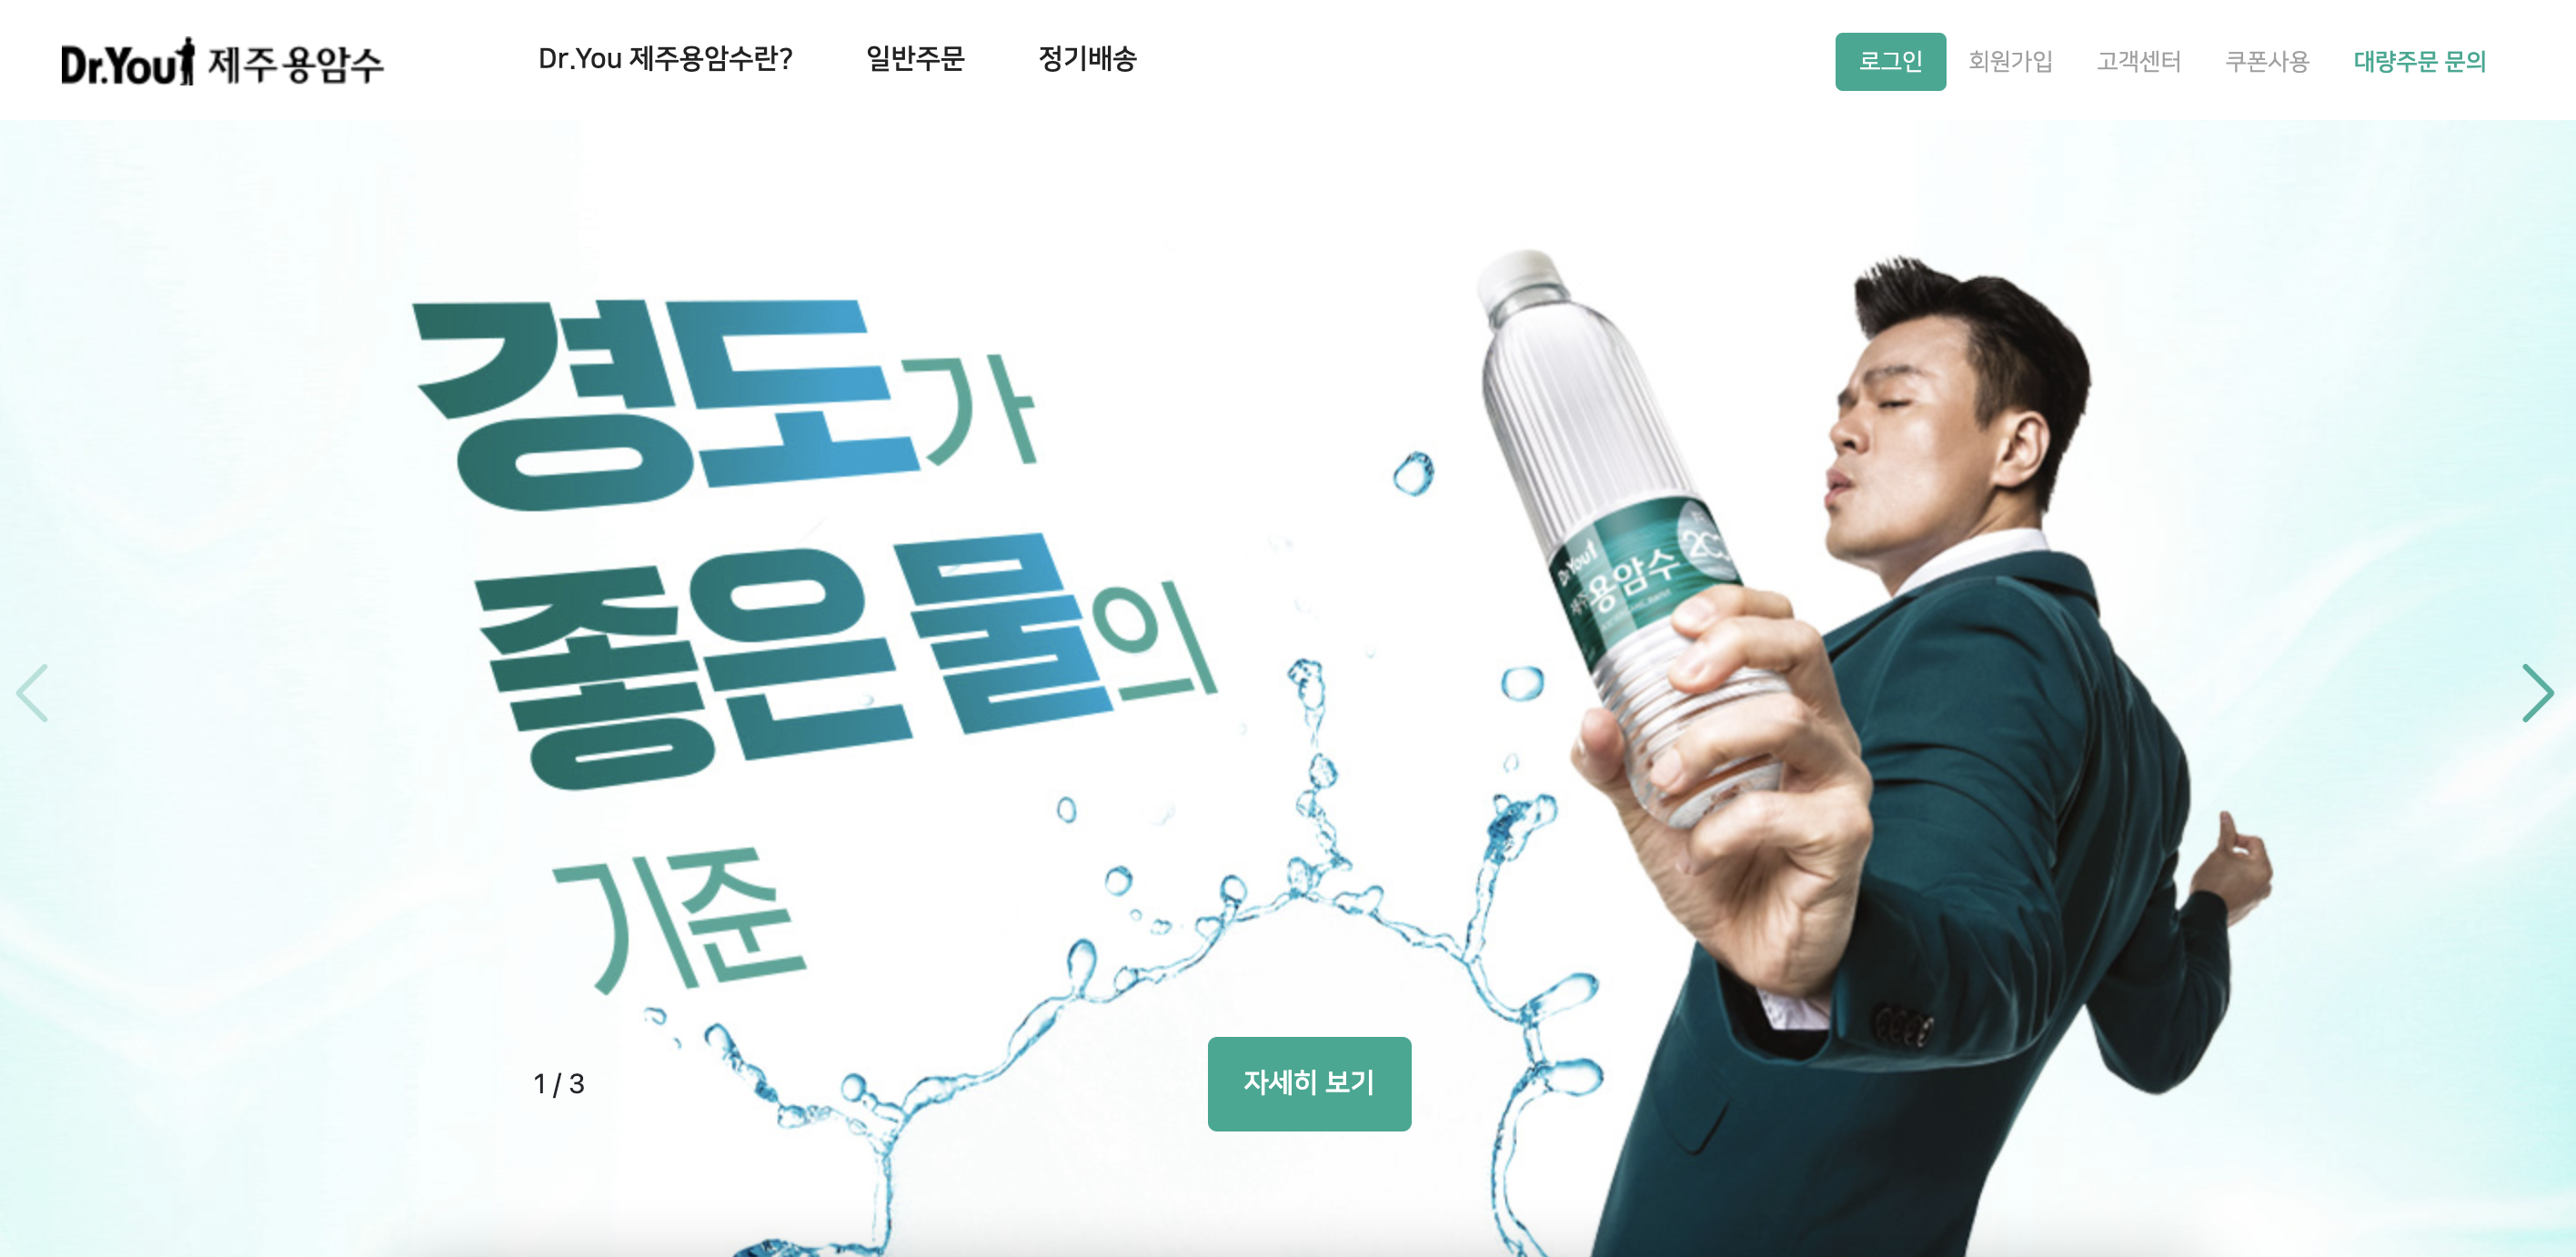 Dr.You 제주용암수
Dr.You 제주용암수란?
일반주문
정기배송
로그인
회원가입
고객센터
쿠폰사용
대량주문 문의
경도가
좋은 물의
기준
Dr.You
제주용암수
1 / 3
자세히 보기